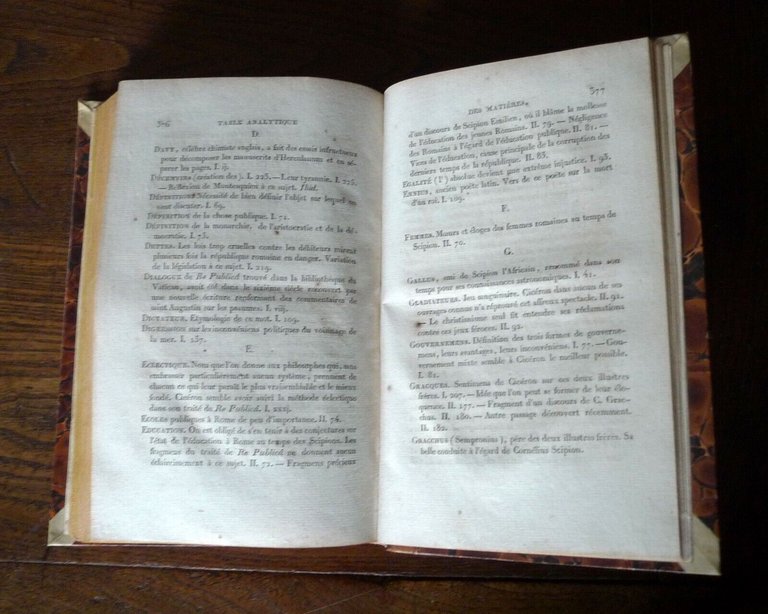 376 TABLE ANALYTIQUE
D.
DAVY, célèbre chimiste anglais, a fait des essais infructueux
pour décomposer les manuscrits d'Herculanum et en sé-
parer les pages. I.
DÉCEMVIRS (création des). I. 225. — Leur tyrannie. I. 226.
— Réflexion de Montesquieu à ce sujet. Ibid.
DÉFINITIONS. Nécessité de bien définir l'objet sur lequel on
veut discuter. I. 69.
DÉFINITION de la chose publique. I. 71.
DÉFINITION de la monarchie, de l'aristocratie et de la dé-
mocratie. I. 73.
DETTES. Les lois trop cruelles contre les débiteurs mirent
plusieurs fois la république romaine en danger. Variation
de la législation à ce sujet. I. 219.
DIALOGUE de Re Publicâ trouvé dans la bibliothèque du
Vatican, avait été dans le sixième siècle recouvert par
une nouvelle écriture renfermant des commentaires de
saint Augustin sur les psaumes. I. viij.
DICTATEUR. Étymologie de ce mot. I. 109.
DIGRESSION sur les inconvéniens politiques du voisinage de
la mer. I. 137.
E.
ECLECTIQUE. Nom que l'on donne aux philosophes qui, sans
embrasser particulièrement aucun système, prennent de
chacun ce qui leur paraît le plus vraisemblable et le mieux
fondé. Cicéron semble avoir suivi la méthode éclectique
dans son traité de Re Publicâ. I. 222.
ECOLES publiques à Rome de peu d'importance. II. 74.
EDUCATION. On est obligé de s'en tenir à des conjectures sur
l'état de l'éducation à Rome au temps des Scipions. Les
fragmens du traité de Re Publicâ ne donnent aucun
éclaircissement à ce sujet. II. 72. — Fragment précieux
DES MATIÈRES. 377
d'un discours de Scipion Emilien, où il blâme la mollesse
de l'éducation des jeunes Romains. II. 79. — Négligence
des Romains à l'égard de l'éducation publique. II. 81. —
Vices de l'éducation, cause principale de la corruption des
derniers temps de la république. II. 83.
EGALITÉ (l') absolue devient une extrême injustice. I. 93.
ENNIUS, ancien poëte latin. Vers de ce poëte sur la mort
d'un roi. I. 109.
F.
FEMMES. Mœurs et éloges des femmes romaines au temps de
Scipion. II. 70.
G.
GALLUS, ami de Scipion l'Africain, renommé dans son
temps pour ses connaissances astronomiques. I. 41.
GLADIATEURS. Jeu sanguinaire. Cicéron dans aucun de ses
ouvrages connus n'a réprouvé cet affreux spectacle. II. 91.
— Le christianisme seul fit entendre ses réclamations
contre ces jeux féroces. II. 92.
GOUVERNEMENS. Définition des trois formes de gouverne-
mens, leurs avantages, leurs inconvéniens. I. 77. — Gou-
vernement mixte semble à Cicéron le meilleur possible.
I. 81.
GRACQUES. Sentimens de Cicéron sur ces deux illustres
frères. I. 207. — Idée que l'on peut se former de leur élo-
quence. II. 177. — Fragment d'un discours de C. Grac-
chus. II. 180. — Autre passage découvert récemment.
II. 182.
GRACCHUS (Sempronius), père des deux illustres frères. Sa
belle conduite à l'égard de Cornélius Scipion.